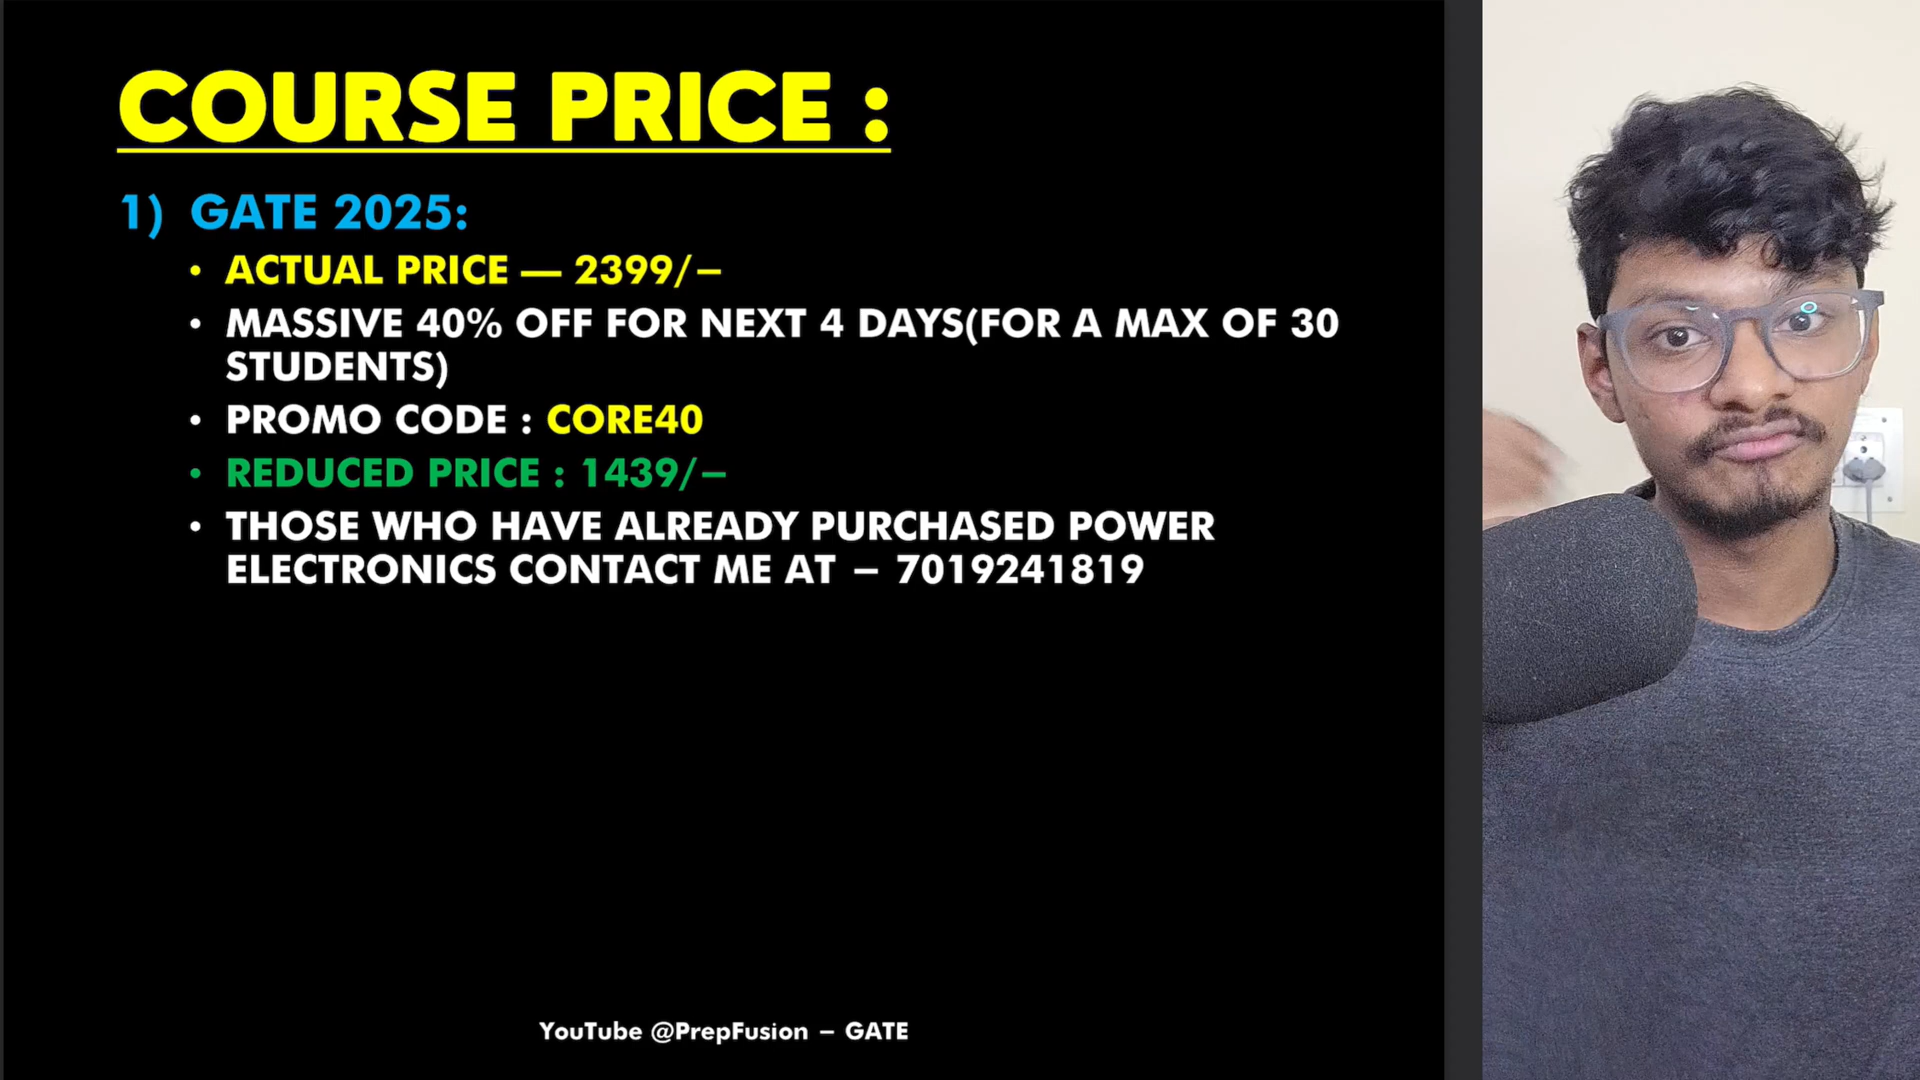 COURSE PRICE :
1) GATE 2025:
• ACTUAL PRICE — 2399/–
• MASSIVE 40% OFF FOR NEXT 4 DAYS(FOR A MAX OF 30
STUDENTS)
• PROMO CODE : CORE40
• REDUCED PRICE : 1439/–
• THOSE WHO HAVE ALREADY PURCHASED POWER
ELECTRONICS CONTACT ME AT – 7019241819
YouTube @PrepFusion – GATE